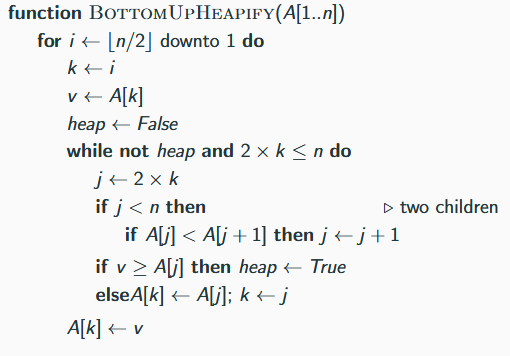 function BottomUpHeapify(A[1..n])
for i ← ⌊n/2⌋ downto 1 do
k ← i
v ← A[k]
heap ← False
while not heap and 2 × k ≤ n do
j ← 2 × k
if j < n then ▷ two children
if A[j] < A[j + 1] then j ← j + 1
if v ≥ A[j] then heap ← True
elseA[k] ← A[j]; k ← j
A[k] ← v